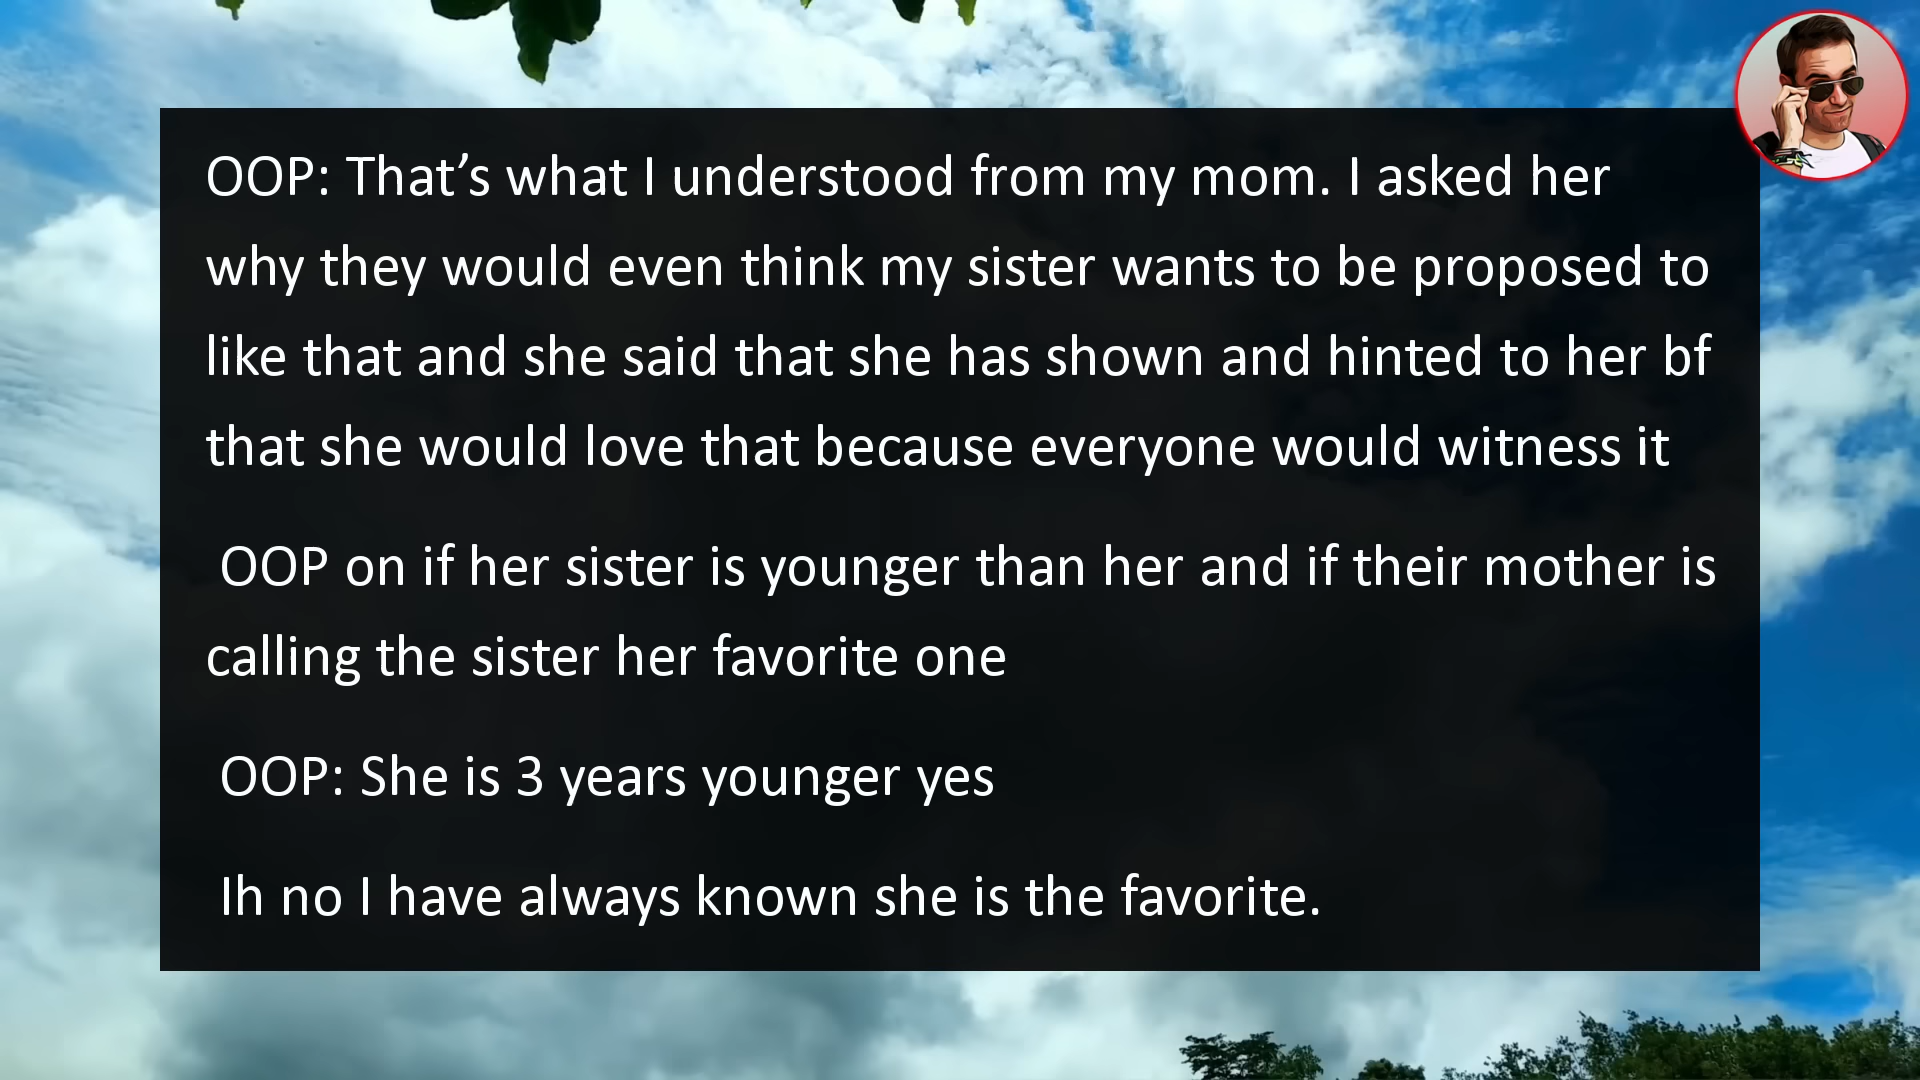 OOP: That’s what I understood from my mom. I asked her
why they would even think my sister wants to be proposed to
like that and she said that she has shown and hinted to her bf
that she would love that because everyone would witness it
OOP on if her sister is younger than her and if their mother is
calling the sister her favorite one
OOP: She is 3 years younger yes
Ih no I have always known she is the favorite.